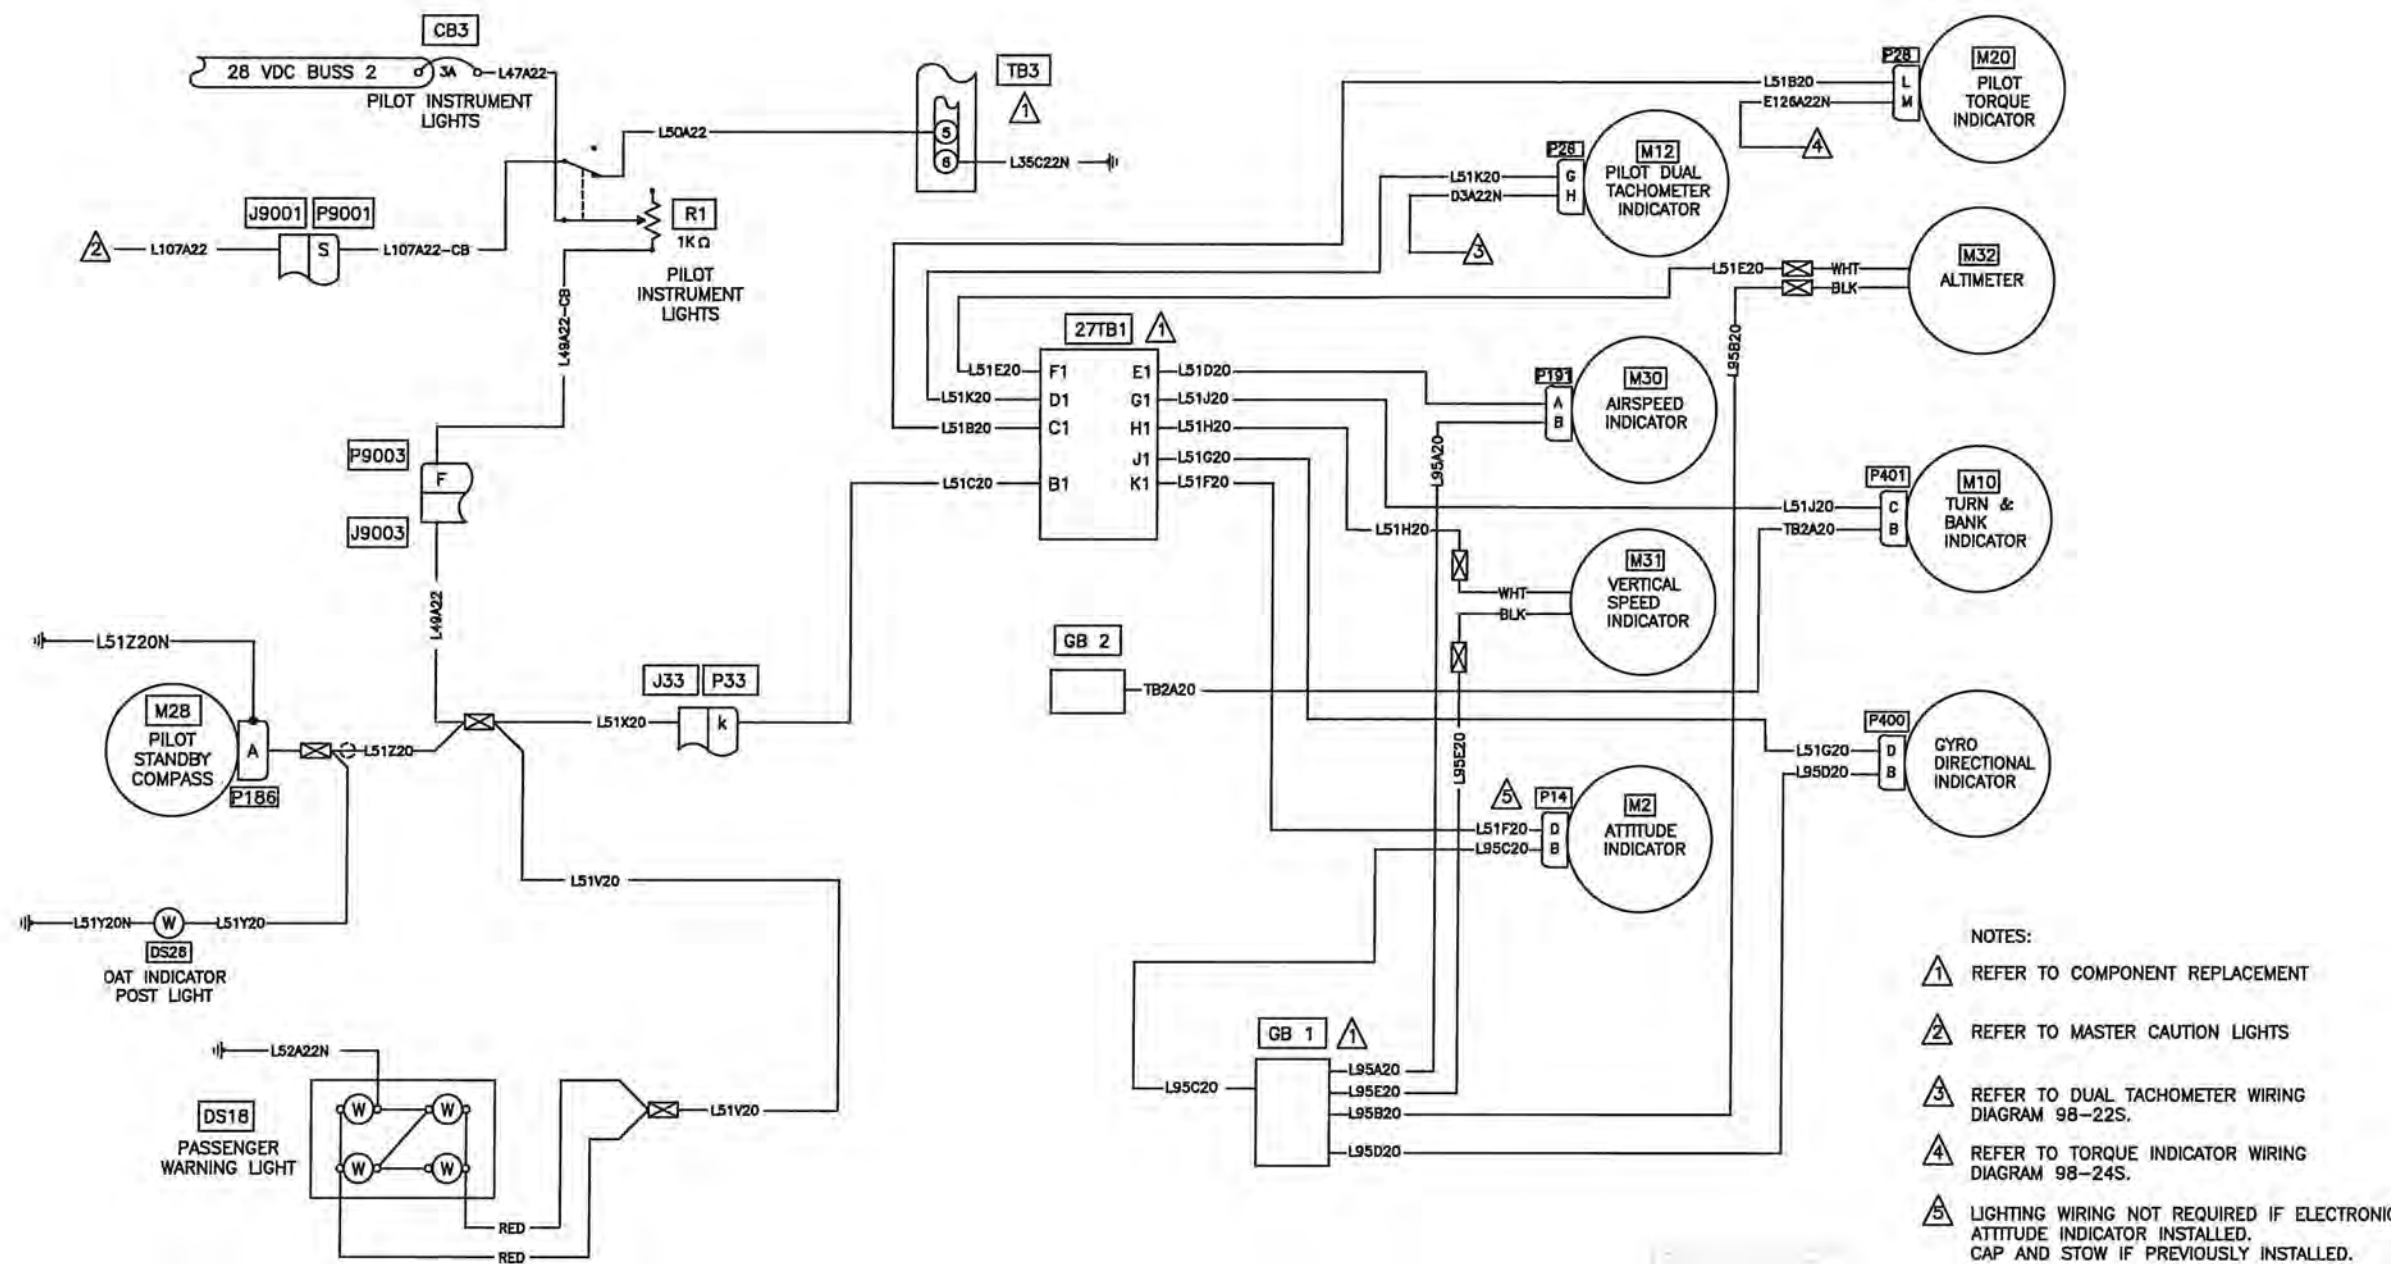 CB3
28 VDC BUSS 2
3A
L47A22
PILOT INSTRUMENT
LIGHTS
L50A22
TB3
1
5
6
L35C22N
J9001
P9001
2
L107A22
S
L107A22-CB
R1
1KΩ
PILOT
INSTRUMENT
LIGHTS
L49A22-CB
P9003
F
J9003
L49A22
L51Z20N
M28
PILOT
STANDBY
COMPASS
A
P186
L51Z20
J33
P33
L51X20
k
L51V20
L51Y20N
W
L51Y20
DS28
OAT INDICATOR
POST LIGHT
L52A22N
DS18
PASSENGER
WARNING LIGHT
W
W
W
W
L51V20
RED
RED
27TB1
1
L51E20
F1
E1
L51D20
L51K20
D1
G1
L51J20
L51B20
C1
H1
L51H20
J1
L51G20
L51C20
B1
K1
L51F20
L51B20
E126A22N
4
P28
L
M
M20
PILOT
TORQUE
INDICATOR
L51K20
D3A22N
3
P26
G
H
M12
PILOT DUAL
TACHOMETER
INDICATOR
L51E20
WHT
BLK
L95B20
M32
ALTIMETER
P191
A
B
L95A20
M30
AIRSPEED
INDICATOR
L51J20
TB2A20
P401
C
B
M10
TURN &
BANK
INDICATOR
L51H20
WHT
BLK
L95E20
M31
VERTICAL
SPEED
INDICATOR
GB 2
TB2A20
L51G20
L95D20
P400
D
B
GYRO
DIRECTIONAL
INDICATOR
5
P14
L51F20
L95C20
D
B
M2
ATTITUDE
INDICATOR
GB 1
1
L95C20
L95A20
L95E20
L95B20
L95D20
NOTES:
1 REFER TO COMPONENT REPLACEMENT
2 REFER TO MASTER CAUTION LIGHTS
3 REFER TO DUAL TACHOMETER WIRING
DIAGRAM 98-22S.
4 REFER TO TORQUE INDICATOR WIRING
DIAGRAM 98-24S.
5 LIGHTING WIRING NOT REQUIRED IF ELECTRONIC
ATTITUDE INDICATOR INSTALLED.
CAP AND STOW IF PREVIOUSLY INSTALLED.